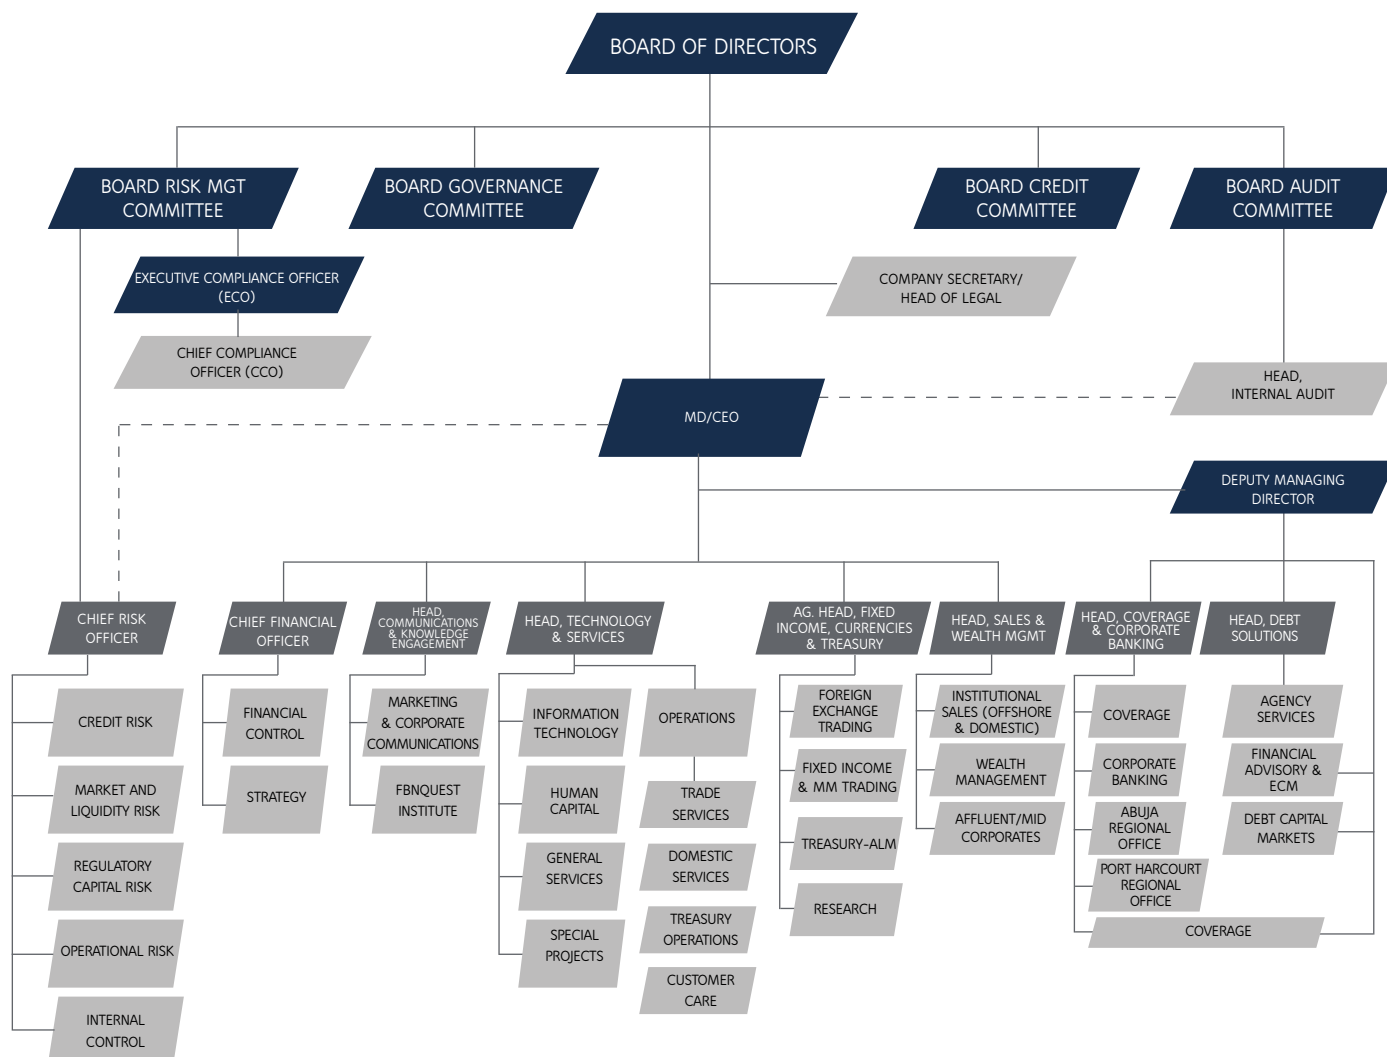 BOARD OF DIRECTORS
BOARD RISK MGT
COMMITTEE
BOARD GOVERNANCE
COMMITTEE
BOARD CREDIT
COMMITTEE
BOARD AUDIT
COMMITTEE
EXECUTIVE COMPLIANCE OFFICER
(ECO)
COMPANY SECRETARY/
HEAD OF LEGAL
CHIEF COMPLIANCE
OFFICER (CCO)
HEAD,
INTERNAL AUDIT
MD/CEO
DEPUTY MANAGING
DIRECTOR
CHIEF RISK
OFFICER
CHIEF FINANCIAL
OFFICER
HEAD,
COMMUNICATIONS
& KNOWLEDGE
ENGAGEMENT
HEAD, TECHNOLOGY
& SERVICES
AG. HEAD, FIXED
INCOME, CURRENCIES
& TREASURY
HEAD, SALES &
WEALTH MGMT
HEAD, COVERAGE
& CORPORATE
BANKING
HEAD, DEBT
SOLUTIONS
CREDIT RISK
MARKET AND
LIQUIDITY RISK
REGULATORY
CAPITAL RISK
OPERATIONAL RISK
INTERNAL
CONTROL
FINANCIAL
CONTROL
STRATEGY
MARKETING
& CORPORATE
COMMUNICATIONS
FBNQUEST
INSTITUTE
INFORMATION
TECHNOLOGY
HUMAN
CAPITAL
GENERAL
SERVICES
SPECIAL
PROJECTS
OPERATIONS
TRADE
SERVICES
DOMESTIC
SERVICES
TREASURY
OPERATIONS
CUSTOMER
CARE
FOREIGN
EXCHANGE
TRADING
FIXED INCOME
& MM TRADING
TREASURY-ALM
RESEARCH
INSTITUTIONAL
SALES (OFFSHORE
& DOMESTIC)
WEALTH
MANAGEMENT
AFFLUENT/MID
CORPORATES
COVERAGE
CORPORATE
BANKING
ABUJA
REGIONAL
OFFICE
PORT HARCOURT
REGIONAL
OFFICE
COVERAGE
AGENCY
SERVICES
FINANCIAL
ADVISORY &
ECM
DEBT CAPITAL
MARKETS